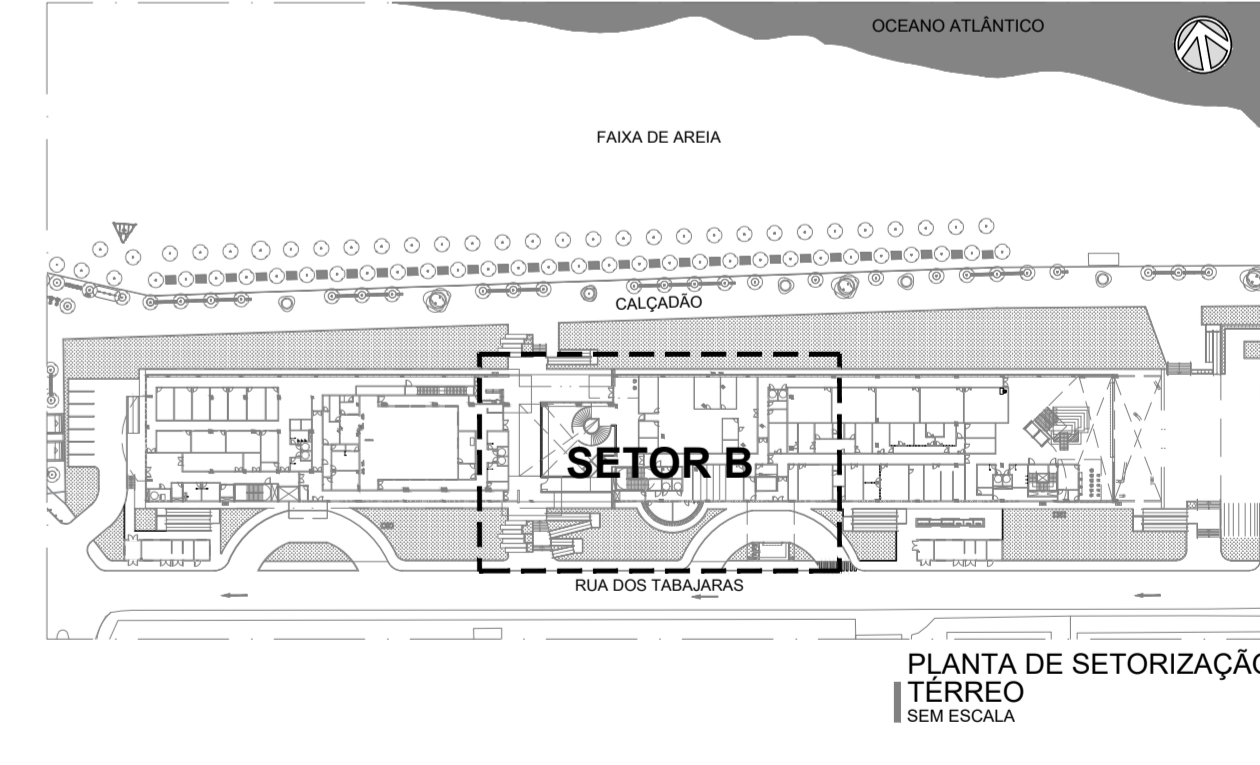 OCEANO ATLÂNTICO
FAIXA DE AREIA
CALÇADÃO
SETOR B
RUA DOS TABAJARAS
PLANTA DE SETORIZAÇÃO
TÉRREO
SEM ESCALA